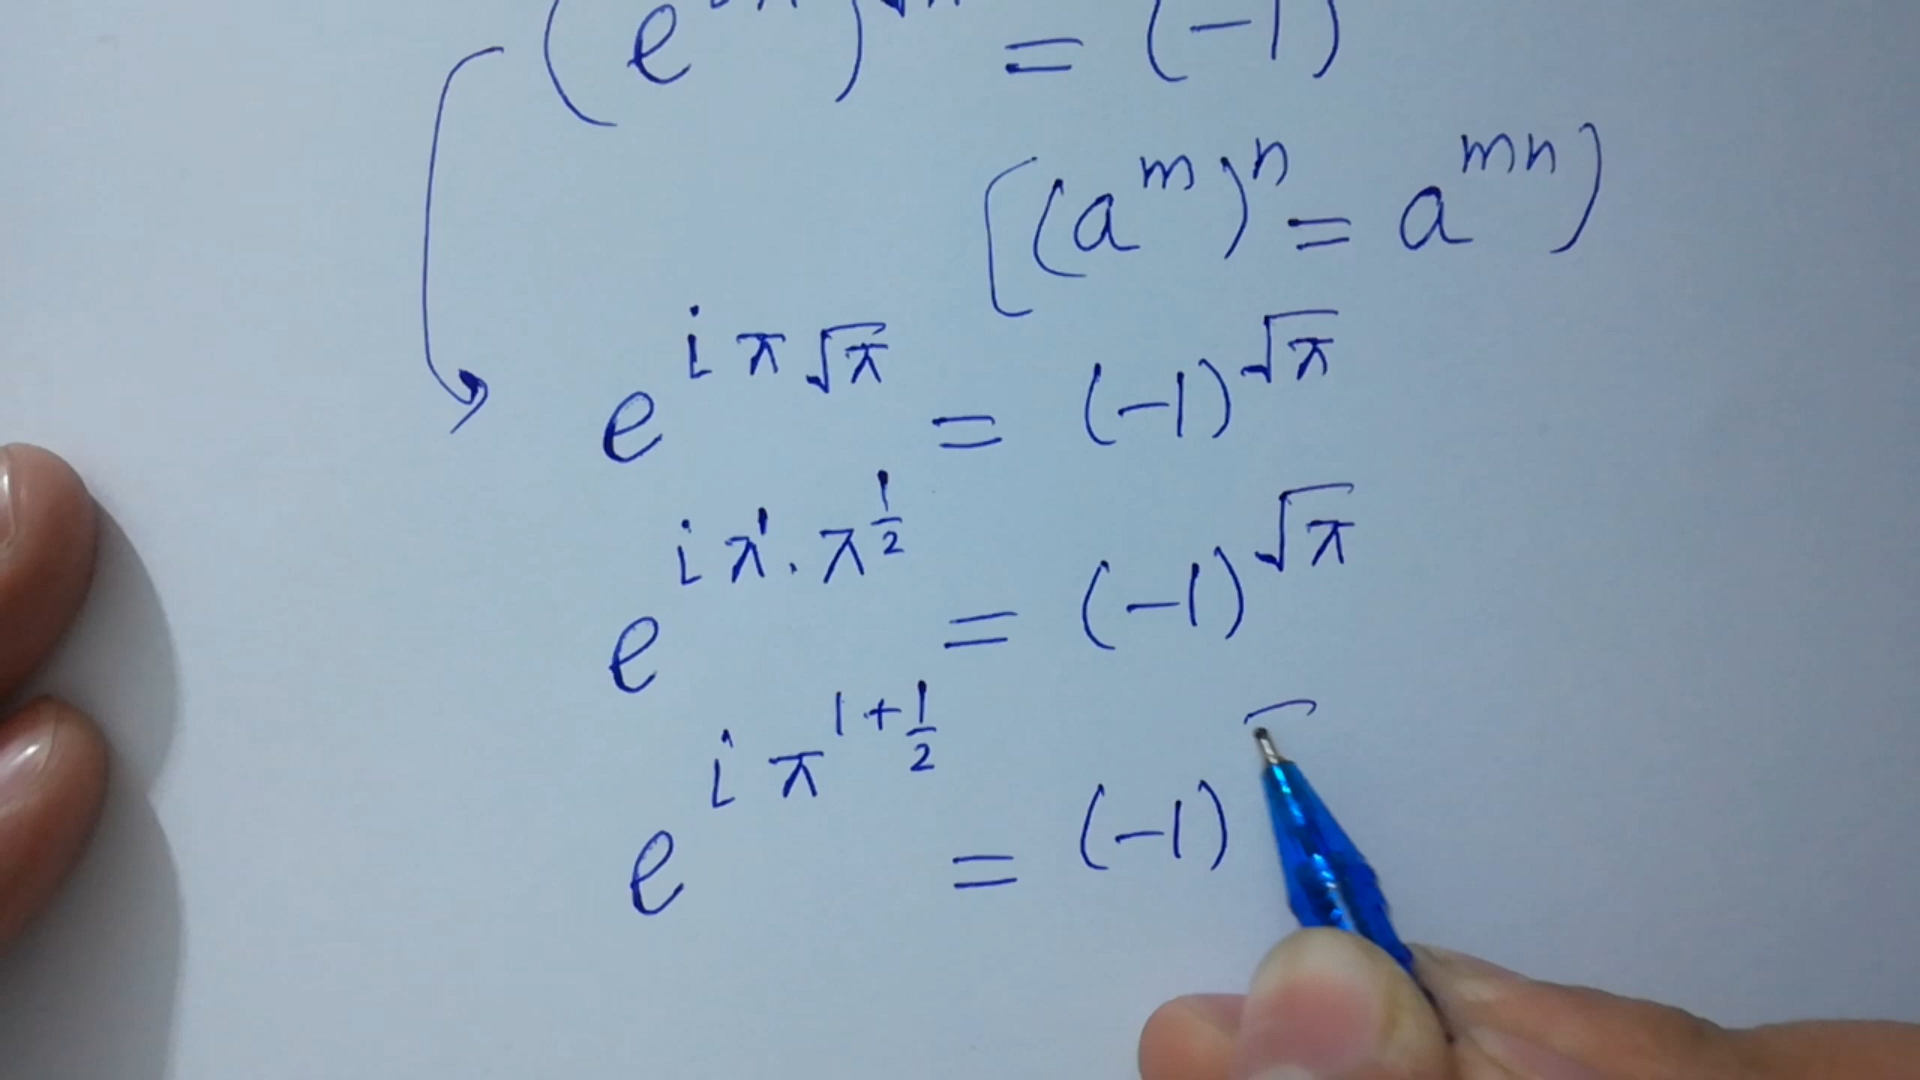 (e )  = (-1)
[(a^m)^n = a^mn]
e^iπ√π = (-1)^√π
e^iπ^1.π^1/2 = (-1)^√π
e^iπ^1+1/2 = (-1)